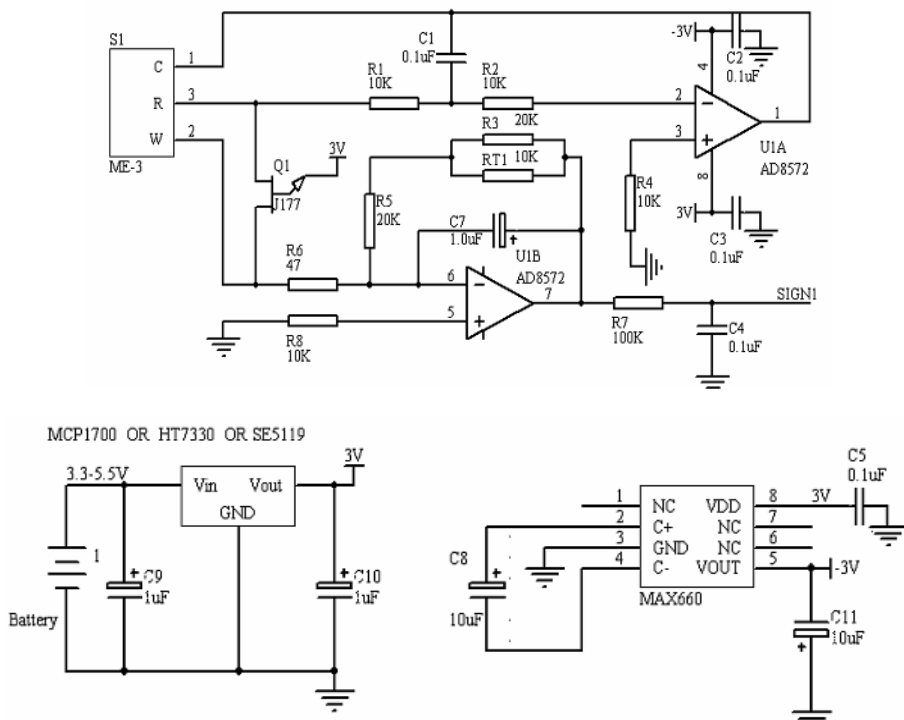 S1
C
R
W
1
3
2
ME-3
C1
0.1uF
R1
10K
R2
10K
-3V
4
C2
0.1uF
2
3
1
U1A
AD8572
8
3V
C3
0.1uF
20K
R3
10K
RT1
R4
10K
Q1
3V
J177
R5
20K
C7
1.0uF
+
U1B
AD8572
R6
47
6
5
7
R8
10K
R7
100K
SIGN1
C4
0.1uF
MCP1700 OR HT7330 OR SE5119
3.3-5.5V
Vin
Vout
GND
3V
1
Battery
+
C9
1uF
+
C10
1uF
1
2
3
4
NC
C+
GND
C-
VDD
NC
NC
VOUT
8
7
6
5
3V
C5
0.1uF
-3V
MAX660
C8
+
10uF
C11
10uF
+